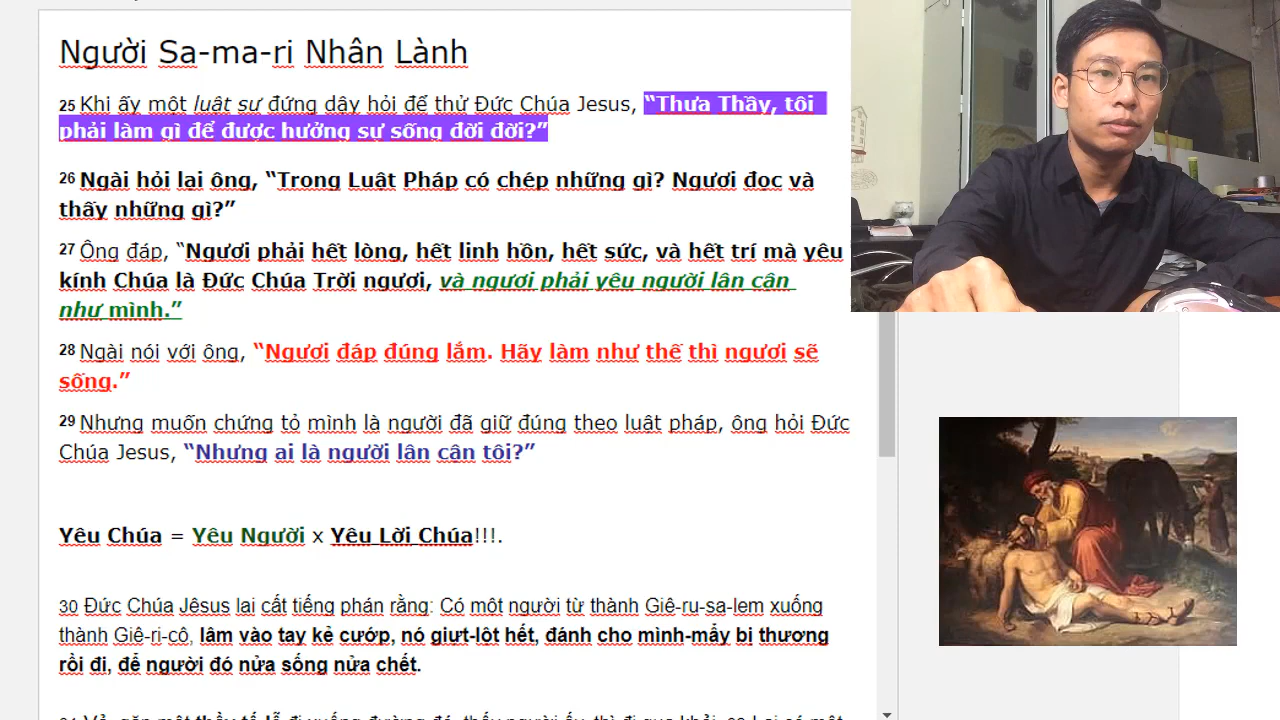 Người Sa-ma-ri Nhân Lành
25 Khi ấy một luật sư đứng dậy hỏi để thử Đức Chúa Jesus, “Thưa Thầy, tôi
phải làm gì để được hưởng sự sống đời đời?”
26 Ngài hỏi lại ông, “Trong Luật Pháp có chép những gì? Ngươi đọc và
thấy những gì?”
27 Ông đáp, “Ngươi phải hết lòng, hết linh hồn, hết sức, và hết trí mà yêu
kính Chúa là Đức Chúa Trời ngươi, và ngươi phải yêu người lân cận
như mình.”
28 Ngài nói với ông, “Ngươi đáp đúng lắm. Hãy làm như thế thì ngươi sẽ
sống.”
29 Nhưng muốn chứng tỏ mình là người đã giữ đúng theo luật pháp, ông hỏi Đức
Chúa Jesus, “Nhưng ai là người lân cận tôi?”
Yêu Chúa = Yêu Người x Yêu Lời Chúa!!!.
30 Đức Chúa Jêsus lại cất tiếng phán rằng: Có một người từ thành Giê-ru-sa-lem xuống
thành Giê-ri-cô, lâm vào tay kẻ cướp, nó giựt-lột hết, đánh cho mình-mẩy bị thương
rồi đi, để người đó nửa sống nửa chết.